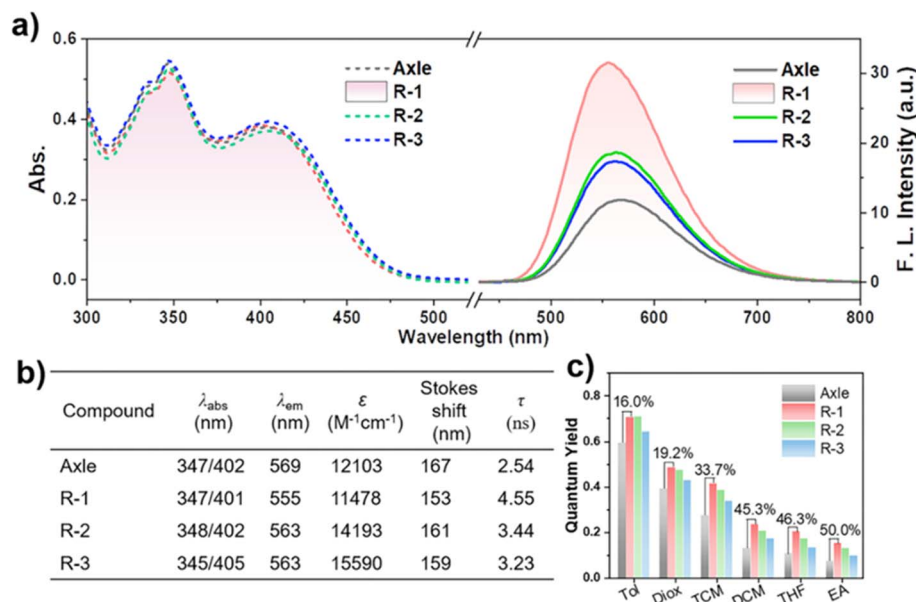 a)
0.6
0.4
0.2
0.0
Abs.
Axle
R-1
R-2
R-3
Axle
R-1
R-2
R-3
30
20
10
0
F. L. Intensity (a.u.)
300 350 400 450 500 500 600 700 800
Wavelength (nm)
b)
Compound λabs (nm) λem (nm) ε (M-1cm-1) Stokes shift (nm) τ (ns)
Axle 347/402 569 12103 167 2.54
R-1 347/401 555 11478 153 4.55
R-2 348/402 563 14193 161 3.44
R-3 345/405 563 15590 159 3.23
c)
Quantum Yield
0.6
0.4
0.2
0.0
Axle
R-1
R-2
R-3
16.0%
19.2%
33.7%
45.3%
46.3%
50.0%
Tol Diox TCM DCM THF EA